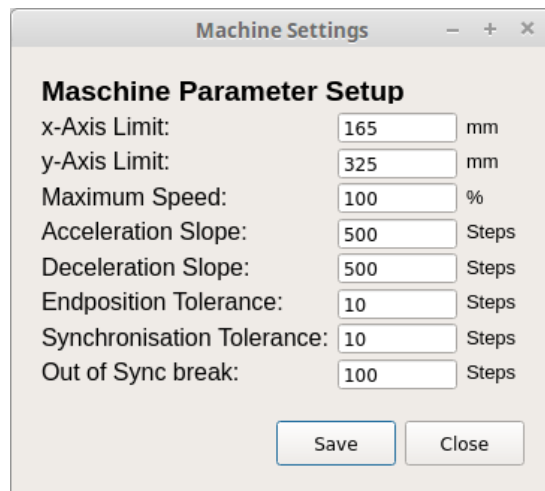 Machine Settings
Maschine Parameter Setup
x-Axis Limit: 165 mm
y-Axis Limit: 325 mm
Maximum Speed: 100 %
Acceleration Slope: 500 Steps
Deceleration Slope: 500 Steps
Endposition Tolerance: 10 Steps
Synchronisation Tolerance: 10 Steps
Out of Sync break: 100 Steps
Save Close